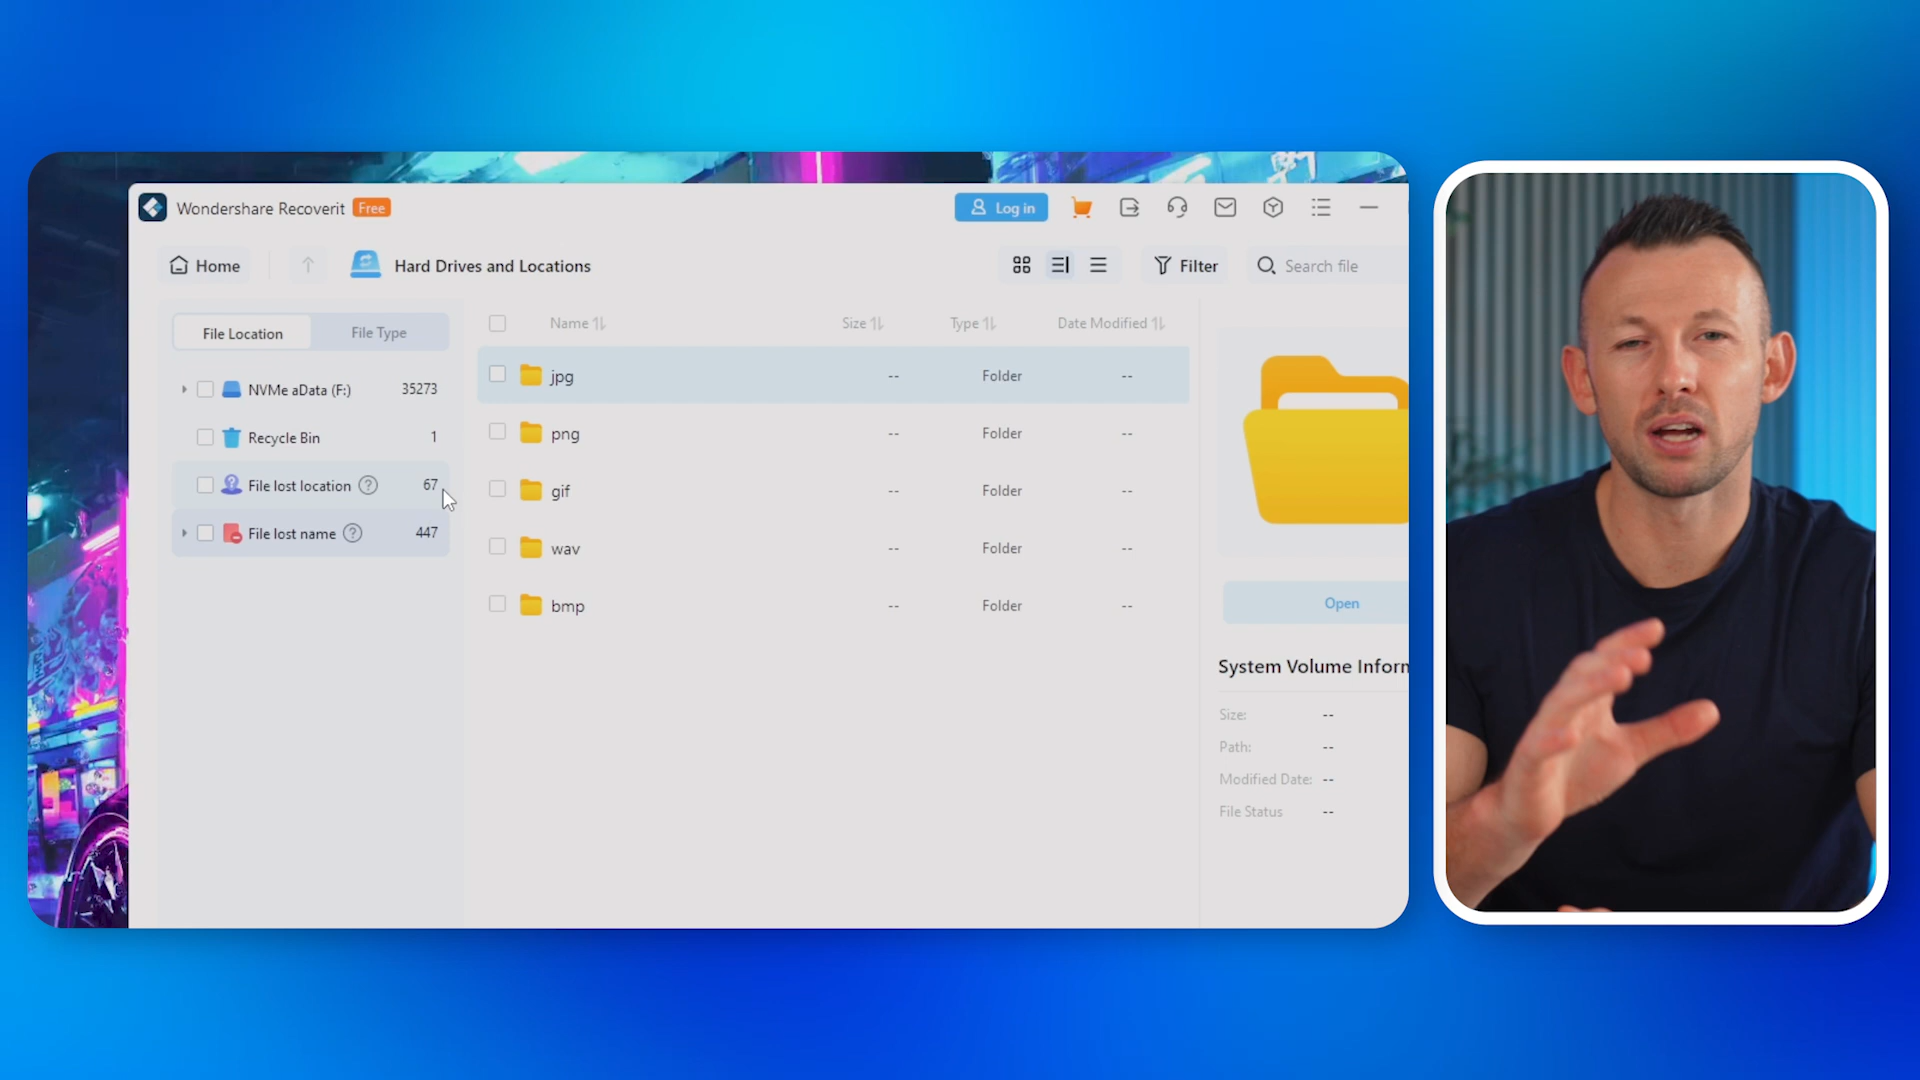 Wondershare Recoverit Free
Log in
Home
Hard Drives and Locations
Filter
Search file
File Location
File Type
NVMe aData (F:) 35273
Recycle Bin 1
File lost location ? 67
File lost name ? 447
Name Size Type Date Modified
jpg -- Folder --
png -- Folder --
gif -- Folder --
wav -- Folder --
bmp -- Folder --
Open
System Volume Inforn
Size: --
Path: --
Modified Date: --
File Status --